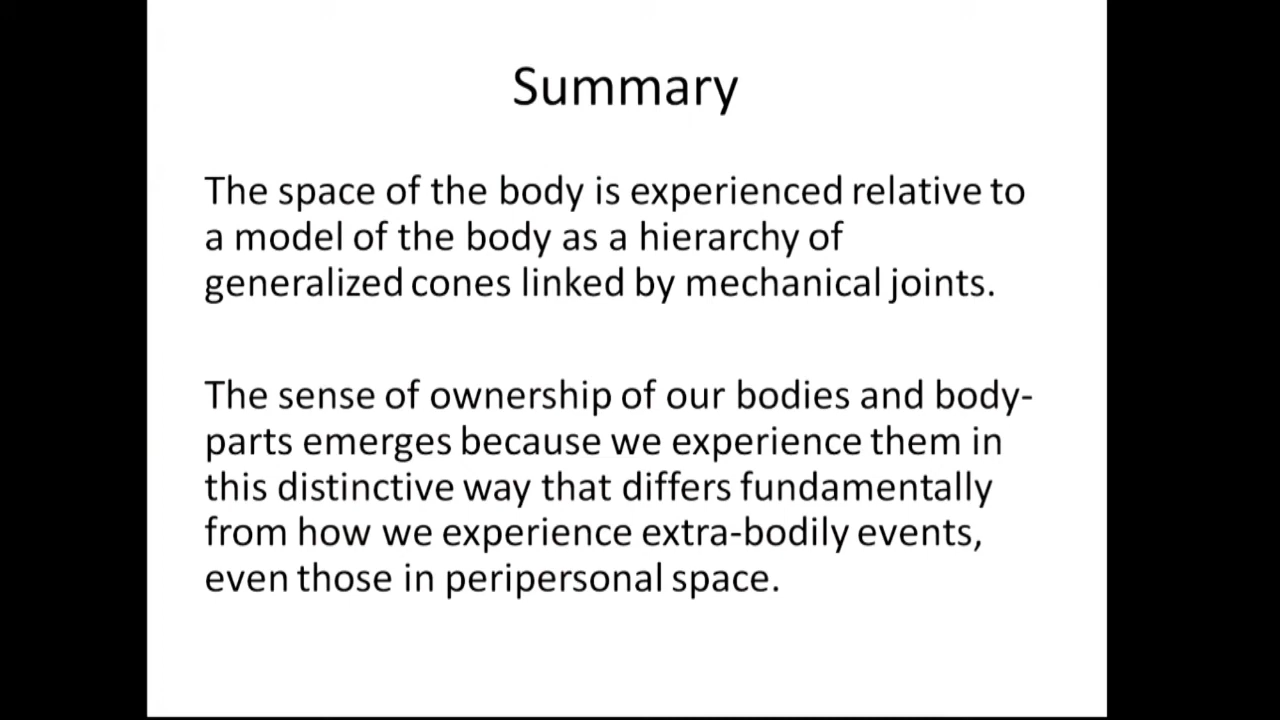 Summary
The space of the body is experienced relative to
a model of the body as a hierarchy of
generalized cones linked by mechanical joints.
The sense of ownership of our bodies and body-
parts emerges because we experience them in
this distinctive way that differs fundamentally
from how we experience extra-bodily events,
even those in peripersonal space.